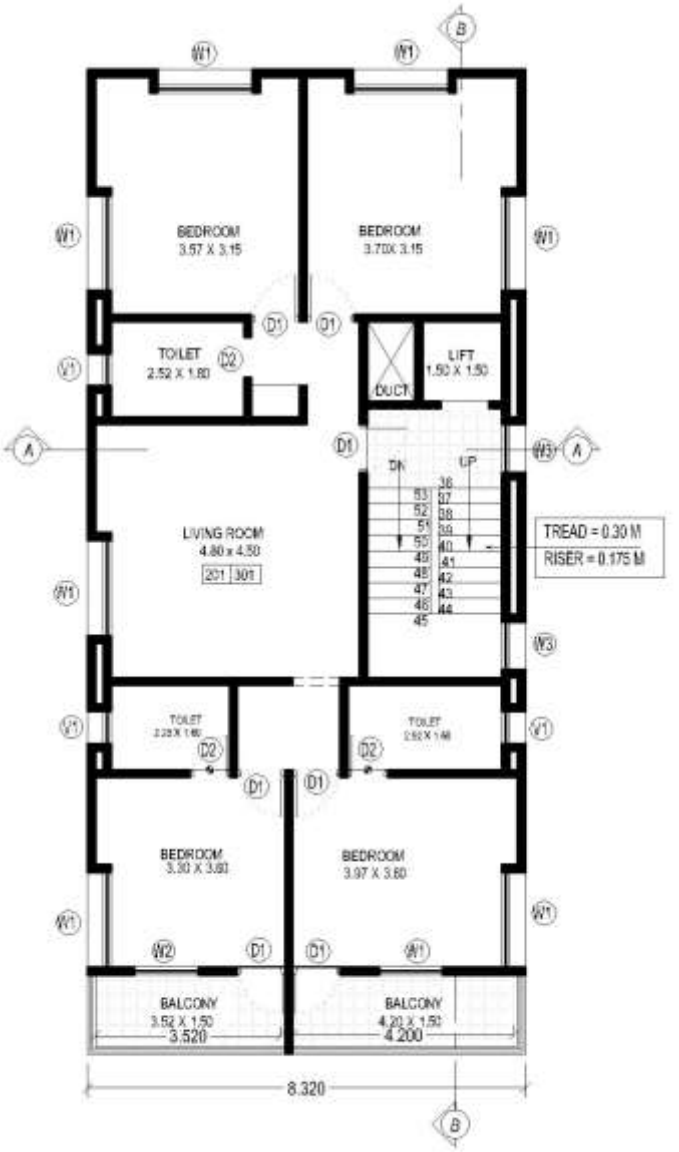 B
W1
W1
BEDROOM
3.57 X 3.15
BEDROOM
3.70X 3.15
W1
W1
D1
D1
TOILET
2.52 X 1.80
D2
V1
DUCT
LIFT
1.50 X 1.50
A
D1
W3
A
DN
UP
LIVING ROOM
4.80 x 4.50
201 301
36
53 37
52 38
51 39
50 40
49 41
48 42
47 43
46 44
45
TREAD = 0.30 M
RISER = 0.175 M
W1
W3
V1
TOILET
D2
TOILET
D2
V1
D1
D1
BEDROOM
3.30 X 3.60
BEDROOM
3.97 X 3.60
W1
W1
W2
D1
D1
W1
BALCONY
3.52 X 1.50
3.520
BALCONY
4.20 X 1.50
4.200
8.320
B